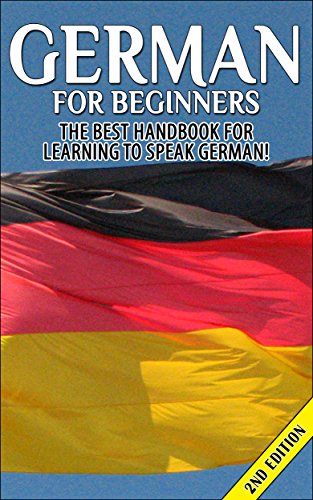 GERMAN
FOR BEGINNERS
THE BEST HANDBOOK FOR
LEARNING TO SPEAK GERMAN!
2ND EDITION